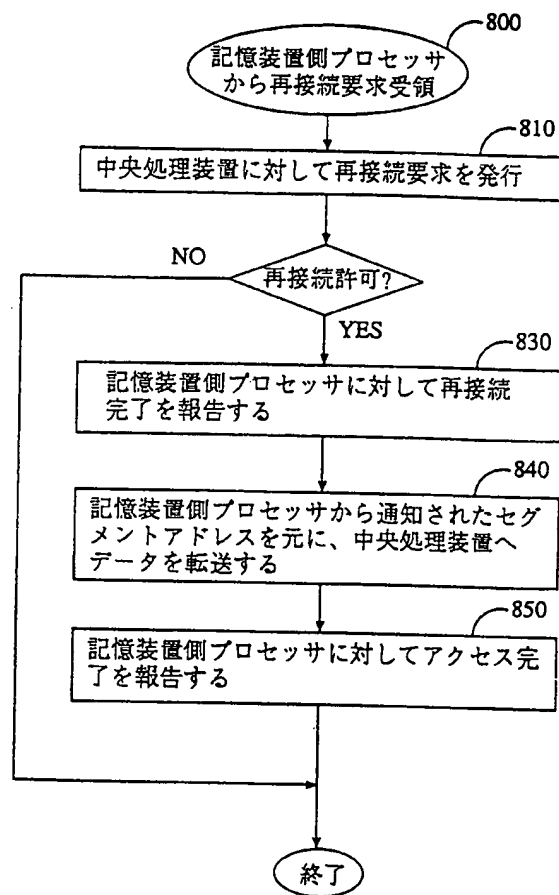 800
記憶装置側プロセッサ
から再接続要求受領
810
中央処理装置に対して再接続要求を発行
NO
再接続許可?
YES
830
記憶装置側プロセッサに対して再接続
完了を報告する
840
記憶装置側プロセッサから通知されたセグ
メントアドレスを元に、中央処理装置へ
データを転送する
850
記憶装置側プロセッサに対してアクセス完
了を報告する
終了